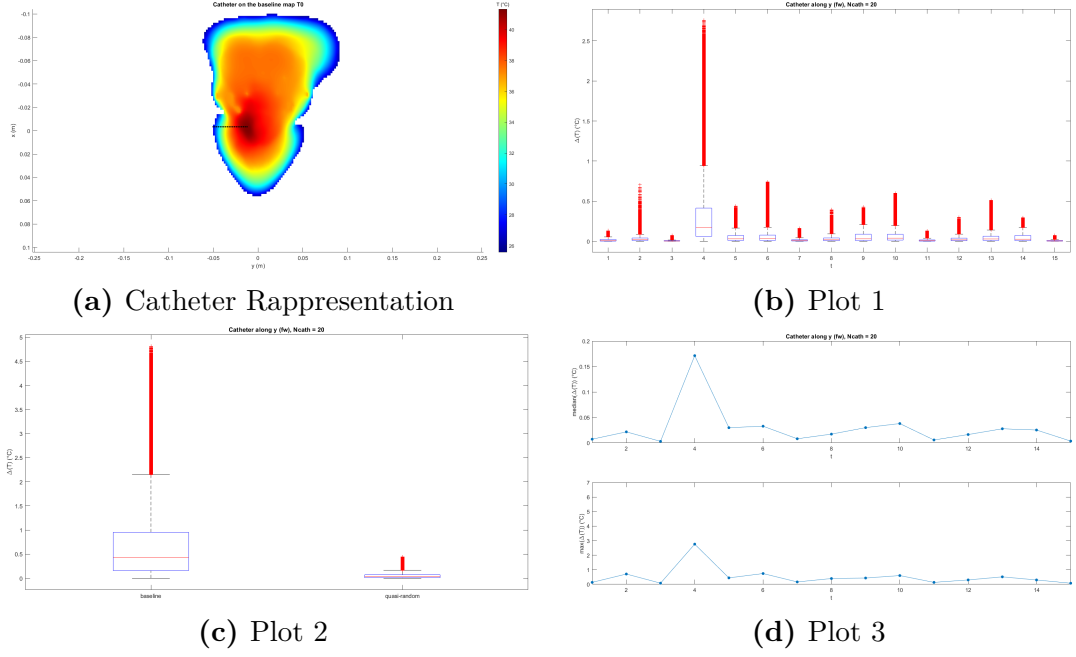 Catheter on the baseline map T0
T (°C)
-0.1
-0.08
-0.06
-0.04
-0.02
0
0.02
0.04
0.06
0.08
0.1
x (m)
-0.25 -0.2 -0.15 -0.1 -0.05 0 0.05 0.1 0.15 0.2 0.25
y (m)
40
38
36
34
32
30
28
26
(a) Catheter Rappresentation
Catheter along y (fw), Ncath = 20
2.5
2
1.5
1
0.5
0
Δ(T) (°C)
1 2 3 4 5 6 7 8 9 10 11 12 13 14 15
t
(b) Plot 1
Catheter along y (fw), Ncath = 20
5
4.5
4
3.5
3
2.5
2
1.5
1
0.5
0
Δ(T) (°C)
baseline quasi-random
(c) Plot 2
Catheter along y (fw), Ncath = 20
0.2
0.15
0.1
0.05
0
median(Δ(T)) (°C)
2 4 6 8 10 12 14
t
7
6
5
4
3
2
1
0
max(Δ(T)) (°C)
2 4 6 8 10 12 14
t
(d) Plot 3